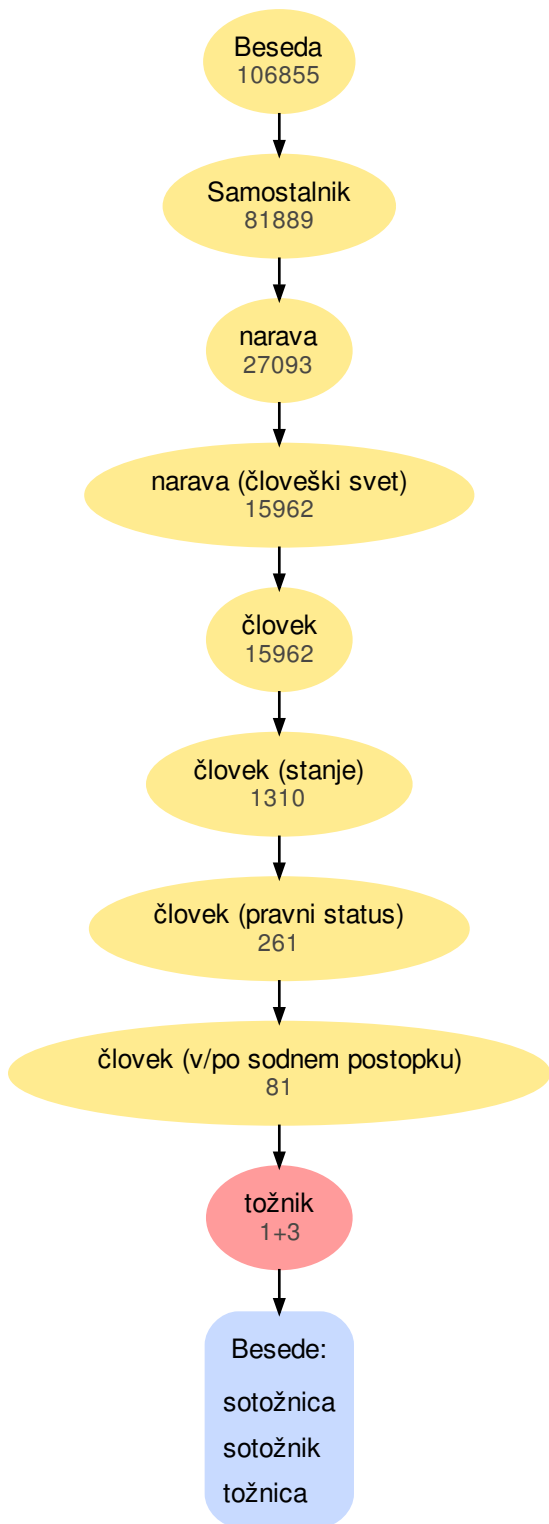 Beseda
106855
Samostalnik
81889
narava
27093
narava (človeški svet)
15962
človek
15962
človek (stanje)
1310
človek (pravni status)
261
človek (v/po sodnem postopku)
81
tožnik
1+3
Besede:
sotožnica
sotožnik
tožnica